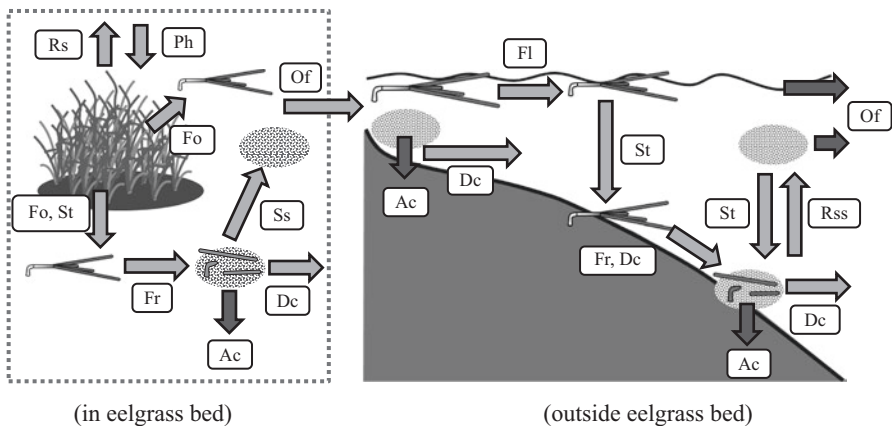 Rs
Ph
Fo
Of
Fo, St
Ss
Fr
Dc
Ac
Fl
Of
Ac
Dc
St
St
Rss
Fr, Dc
Dc
Ac
(in eelgrass bed)
(outside eelgrass bed)